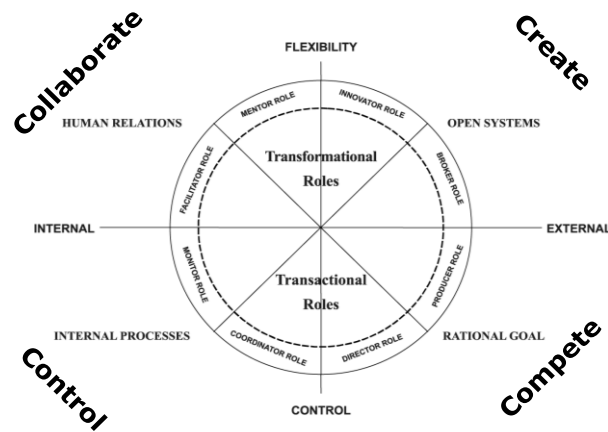 Collaborate
Create
FLEXIBILITY
MENTOR ROLE
INNOVATOR ROLE
HUMAN RELATIONS
OPEN SYSTEMS
FACILITATOR ROLE
Transformational
Roles
BROKER ROLE
INTERNAL
EXTERNAL
MONITOR ROLE
Transactional
Roles
PRODUCER ROLE
INTERNAL PROCESSES
RATIONAL GOAL
COORDINATOR ROLE
DIRECTOR ROLE
Control
Compete
CONTROL